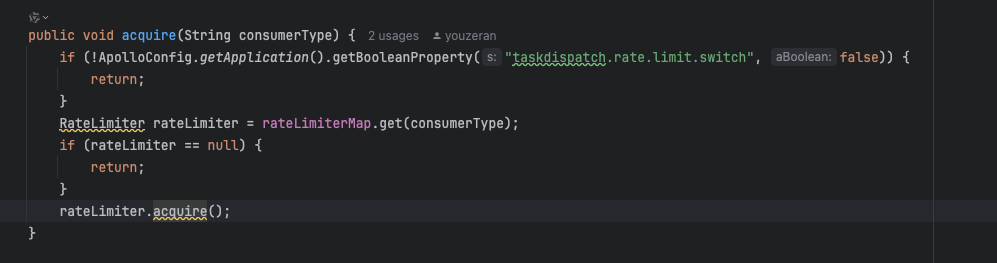 public void acquire(String consumerType) { 2 usages youzeran
if (!ApolloConfig.getApplication().getBooleanProperty( s: "taskdispatch.rate.limit.switch", aBoolean: false)) {
return;
}
RateLimiter rateLimiter = rateLimiterMap.get(consumerType);
if (rateLimiter == null) {
return;
}
rateLimiter.acquire();
}